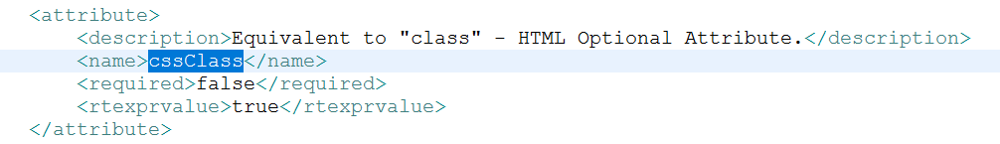 <attribute>
<description>Equivalent to "class" - HTML Optional Attribute.</description>
<name>cssClass</name>
<required>false</required>
<rtexprvalue>true</rtexprvalue>
</attribute>